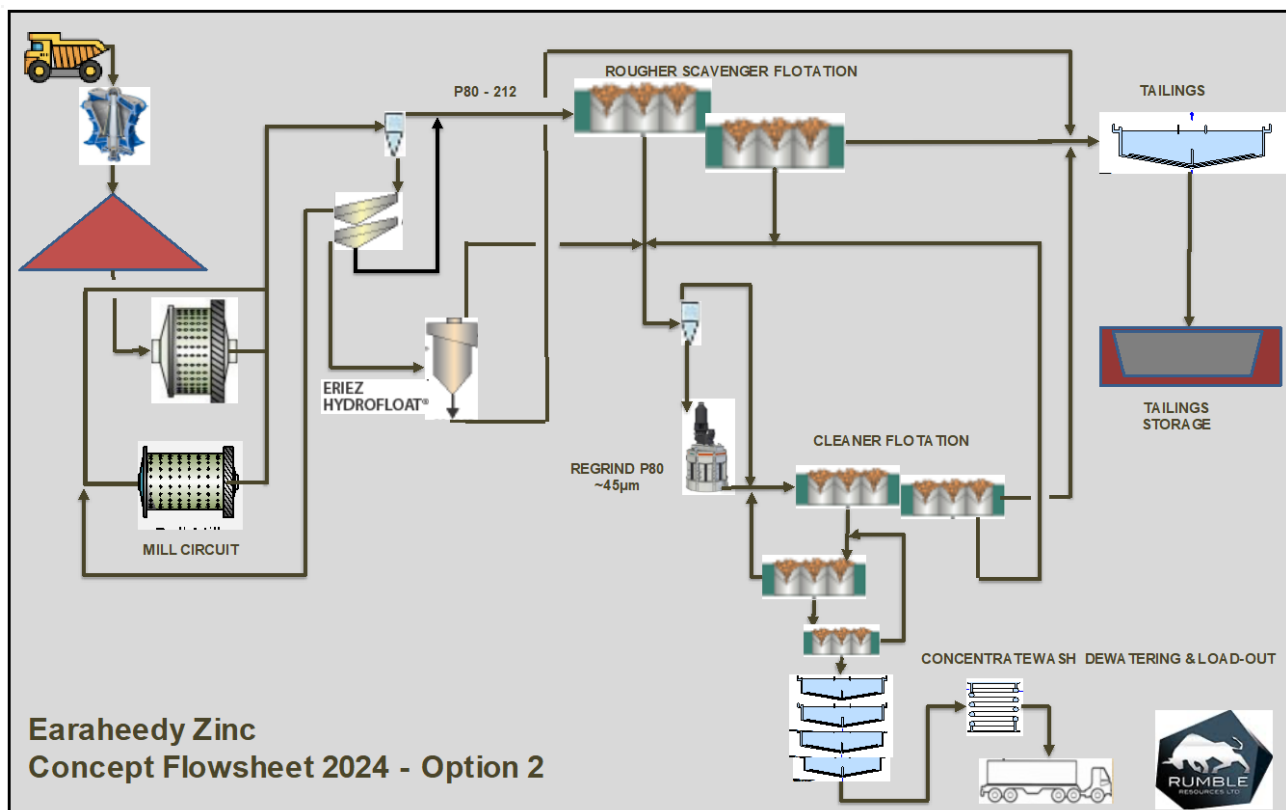 P80 - 212
ROUGHER SCAVENGER FLOTATION
TAILINGS
ERIEZ
HYDROFLOAT®
TAILINGS
STORAGE
CLEANER FLOTATION
REGRIND P80
~45µm
MILL CIRCUIT
CONCENTRATEWASH DEWATERING & LOAD-OUT
Earaheedy Zinc
Concept Flowsheet 2024 - Option 2
RUMBLE
RESOURCES LTD